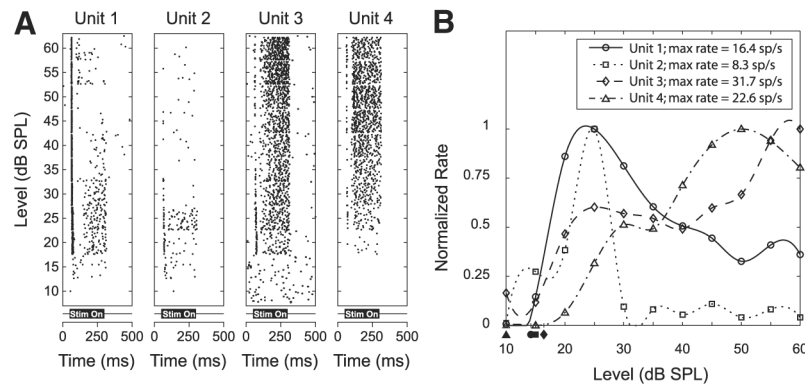 A
Unit 1 Unit 2 Unit 3 Unit 4
Level (dB SPL)
60
55
50
45
40
35
30
25
20
15
10
Stim On Stim On Stim On Stim On
0 250 500 0 250 500 0 250 500 0 250 500
Time (ms) Time (ms) Time (ms) Time (ms)
B
Unit 1; max rate = 16.4 sp/s
Unit 2; max rate = 8.3 sp/s
Unit 3; max rate = 31.7 sp/s
Unit 4; max rate = 22.6 sp/s
Normalized Rate
1
0.75
0.5
0.25
0
10 20 30 40 50 60
Level (dB SPL)